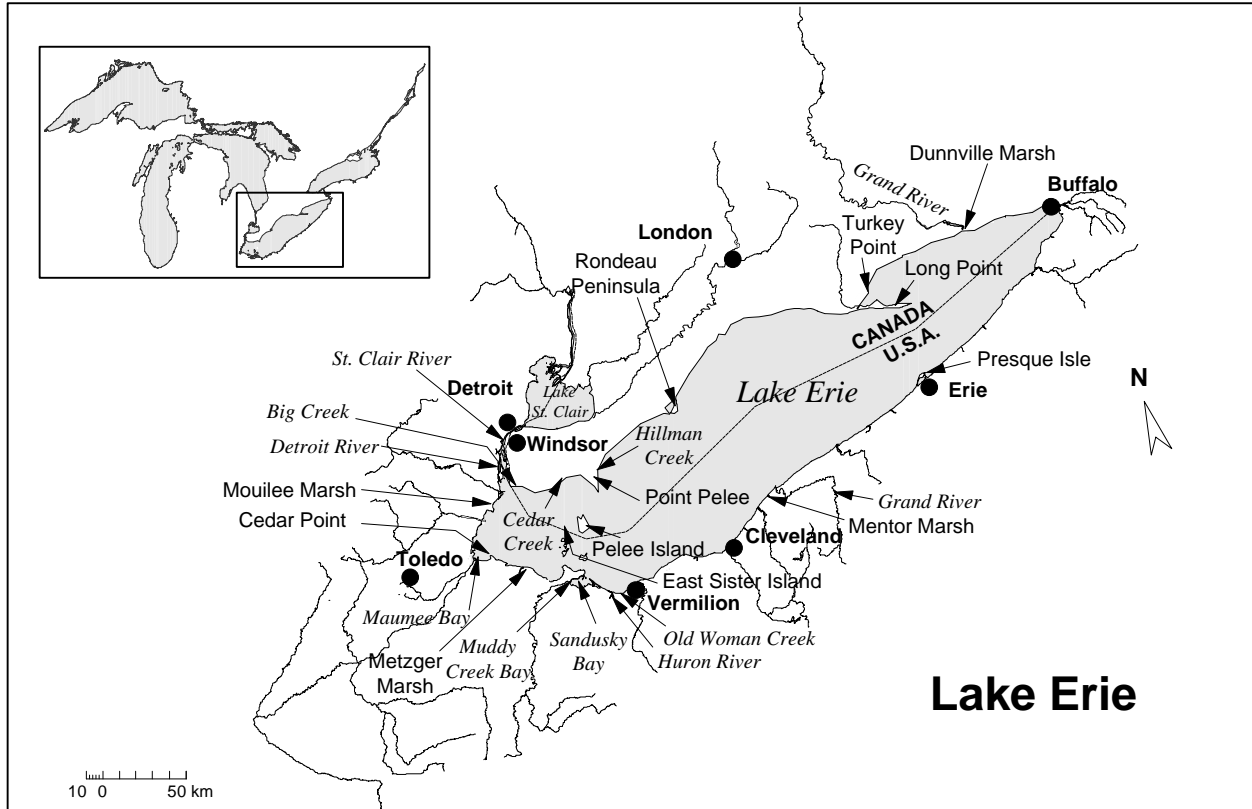 Dunnville Marsh
Grand River
Buffalo
Turkey
Point
London
Rondeau
Peninsula
Long Point
CANADA
U.S.A.
St. Clair River
Presque Isle
N
Detroit
Lake
St. Clair
Lake Erie
Erie
Big Creek
Windsor
Hillman
Creek
Detroit River
Mouilee Marsh
Point Pelee
Grand River
Mentor Marsh
Cedar Point
Cedar
Creek
Cleveland
Pelee Island
Toledo
East Sister Island
Vermilion
Maumee Bay
Muddy
Creek Bay
Sandusky
Bay
Old Woman Creek
Huron River
Metzger
Marsh
Lake Erie
10 0 50 km